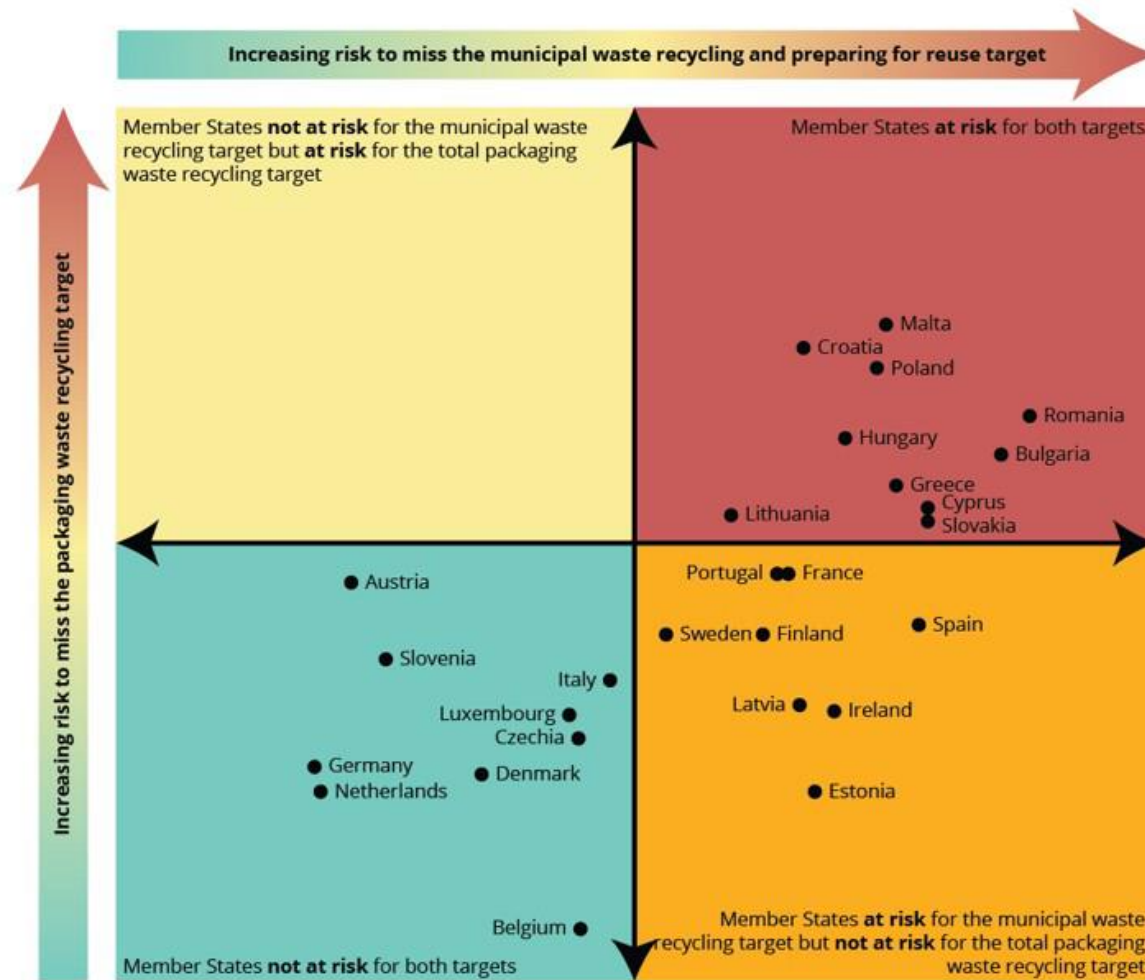 Increasing risk to miss the municipal waste recycling and preparing for reuse target
Increasing risk to miss the packaging waste recycling target
Member States not at risk for the municipal waste
recycling target but at risk for the total packaging
waste recycling target
Member States at risk for both targets
Malta
Croatia
Poland
Romania
Hungary
Bulgaria
Greece
Cyprus
Lithuania
Slovakia
Austria
Slovenia
Italy
Luxembourg
Czechia
Germany
Denmark
Netherlands
Belgium
Member States not at risk for both targets
Portugal
France
Spain
Sweden
Finland
Latvia
Ireland
Estonia
Member States at risk for the municipal waste
recycling target but not at risk for the total packaging
waste recycling target